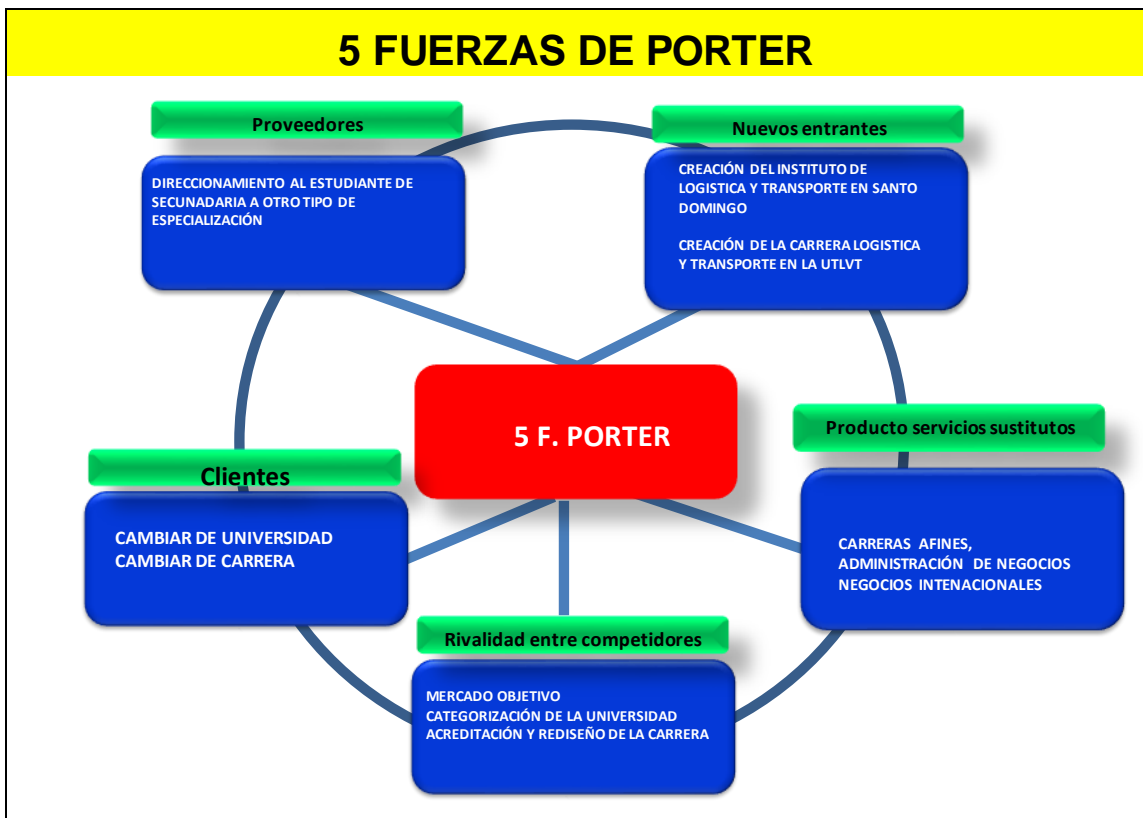 5 FUERZAS DE PORTER
Proveedores
DIRECCIONAMIENTO AL ESTUDIANTE DE
SECUNADARIA A OTRO TIPO DE
ESPECIALIZACIÓN
Nuevos entrantes
CREACIÓN DEL INSTITUTO DE
LOGISTICA Y TRANSPORTE EN SANTO
DOMINGO
CREACIÓN DE LA CARRERA LOGISTICA
Y TRANSPORTE EN LA UTLVT
5 F. PORTER
Producto servicios sustitutos
CARRERAS AFINES,
ADMINISTRACIÓN DE NEGOCIOS
NEGOCIOS INTENACIONALES
Clientes
CAMBIAR DE UNIVERSIDAD
CAMBIAR DE CARRERA
Rivalidad entre competidores
MERCADO OBJETIVO
CATEGORIZACIÓN DE LA UNIVERSIDAD
ACREDITACIÓN Y REDISEÑO DE LA CARRERA